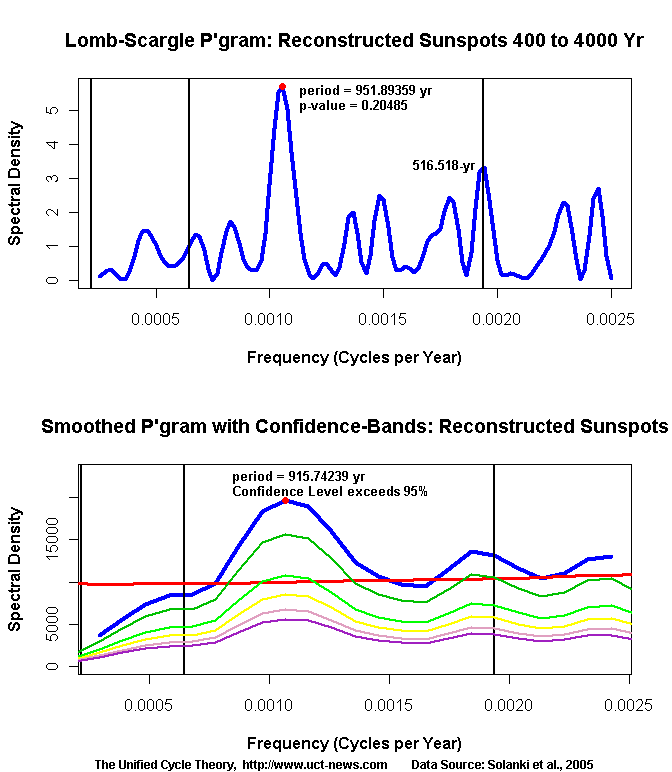 Lomb-Scargle P'gram: Reconstructed Sunspots 400 to 4000 Yr
period = 951.89359 yr
p-value = 0.20485
516.518-yr
Spectral Density
5
4
3
2
1
0
0.0005 0.0010 0.0015 0.0020 0.0025
Frequency (Cycles per Year)
Smoothed P'gram with Confidence-Bands: Reconstructed Sunspots
period = 915.74239 yr
Confidence Level exceeds 95%
Spectral Density
15000
5000
0
0.0005 0.0010 0.0015 0.0020 0.0025
Frequency (Cycles per Year)
The Unified Cycle Theory, http://www.uct-news.com Data Source: Solanki et al., 2005